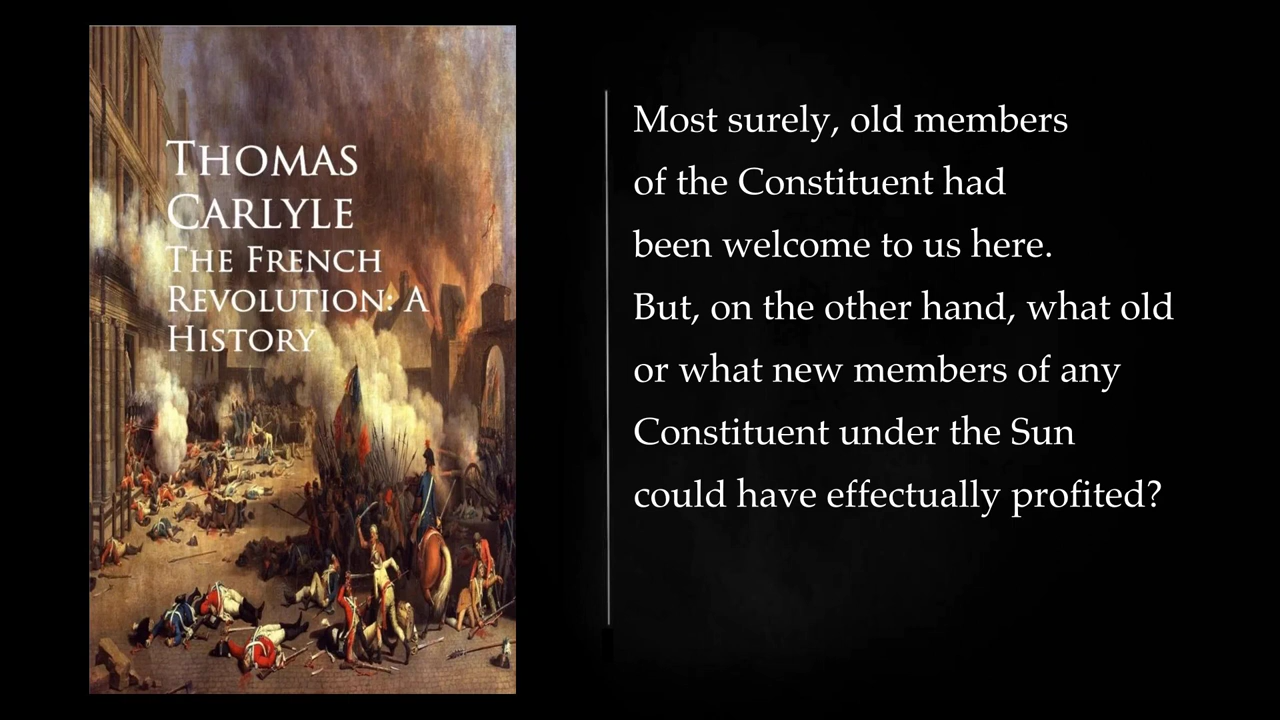 THOMAS
CARLYLE
THE FRENCH
REVOLUTION: A
HISTORY
Most surely, old members
of the Constituent had
been welcome to us here.
But, on the other hand, what old
or what new members of any
Constituent under the Sun
could have effectually profited?